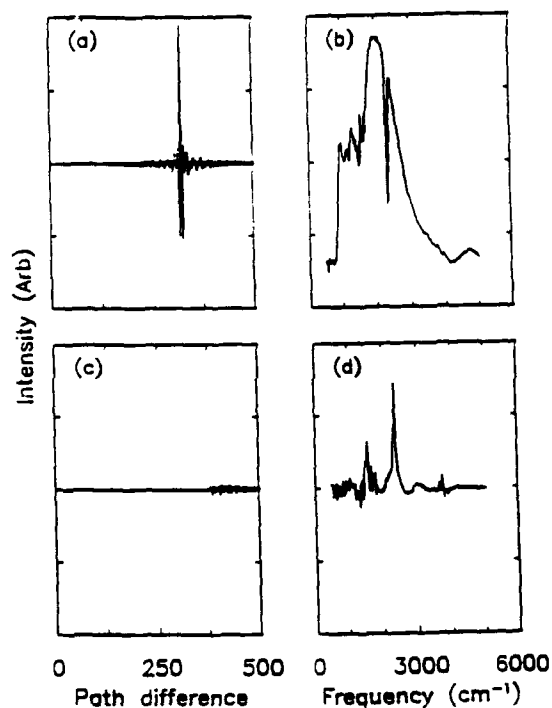 (a)
(b)
Intensity (Arb)
(c)
(d)
0 250 500
0 3000 6000
Path difference
Frequency (cm⁻¹)